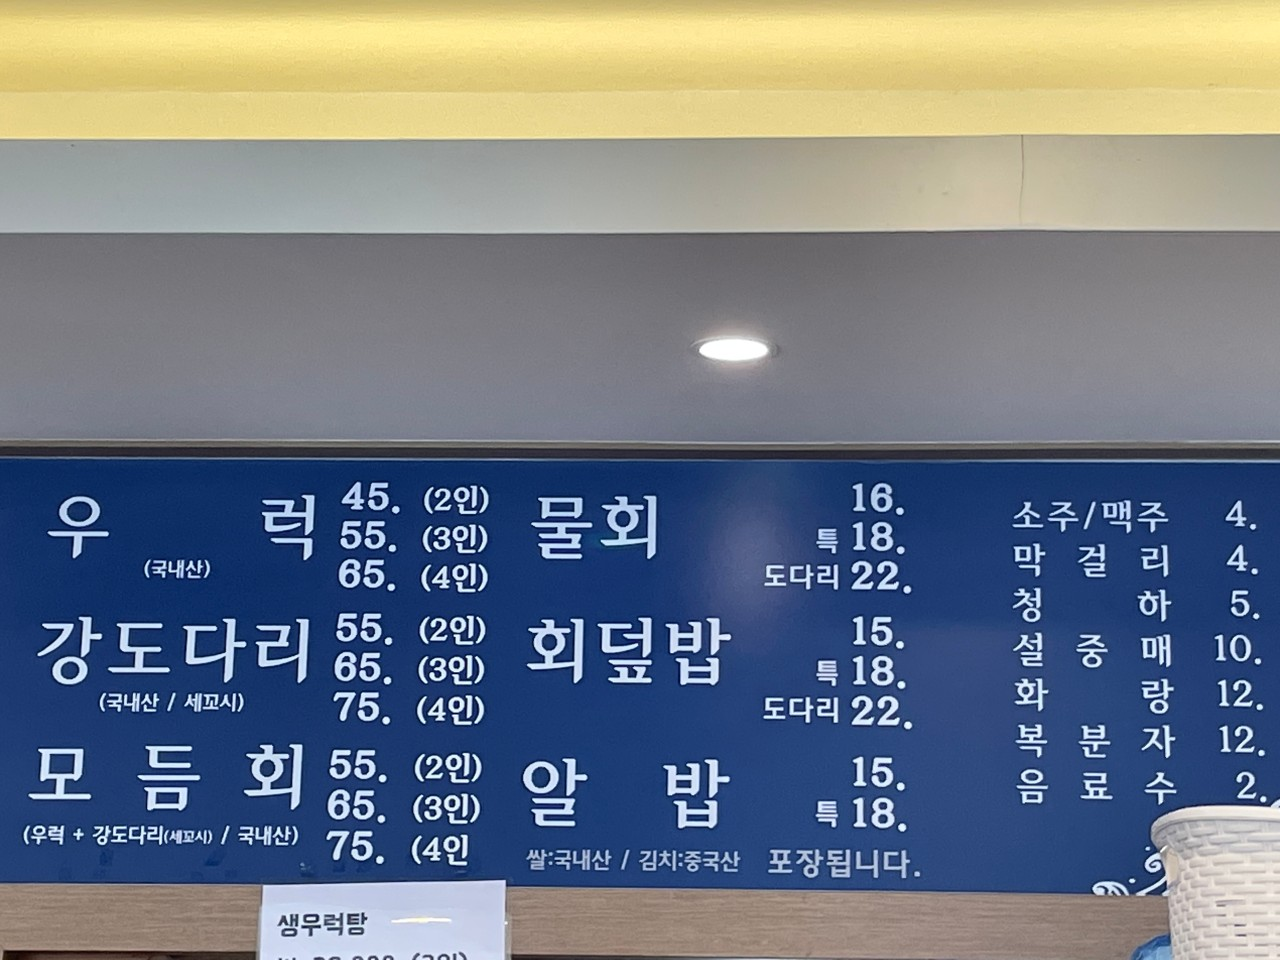 우 럭 45. (2인)
(국내산) 55. (3인)
65. (4인)
강도다리 55. (2인)
(국내산 / 세꼬시) 65. (3인)
75. (4인)
모 듬 회 55. (2인)
(우럭 + 강도다리(세꼬시) / 국내산) 65. (3인)
75. (4인
물회 16.
특 18.
도다리 22.
회덮밥 15.
특 18.
도다리 22.
알 밥 15.
특 18.
쌀:국내산 / 김치:중국산 포장됩니다.
소주/맥주 4.
막 걸 리 4.
청 하 5.
설 중 매 10.
화 랑 12.
복 분 자 12.
음 료 수 2.
생우럭탕